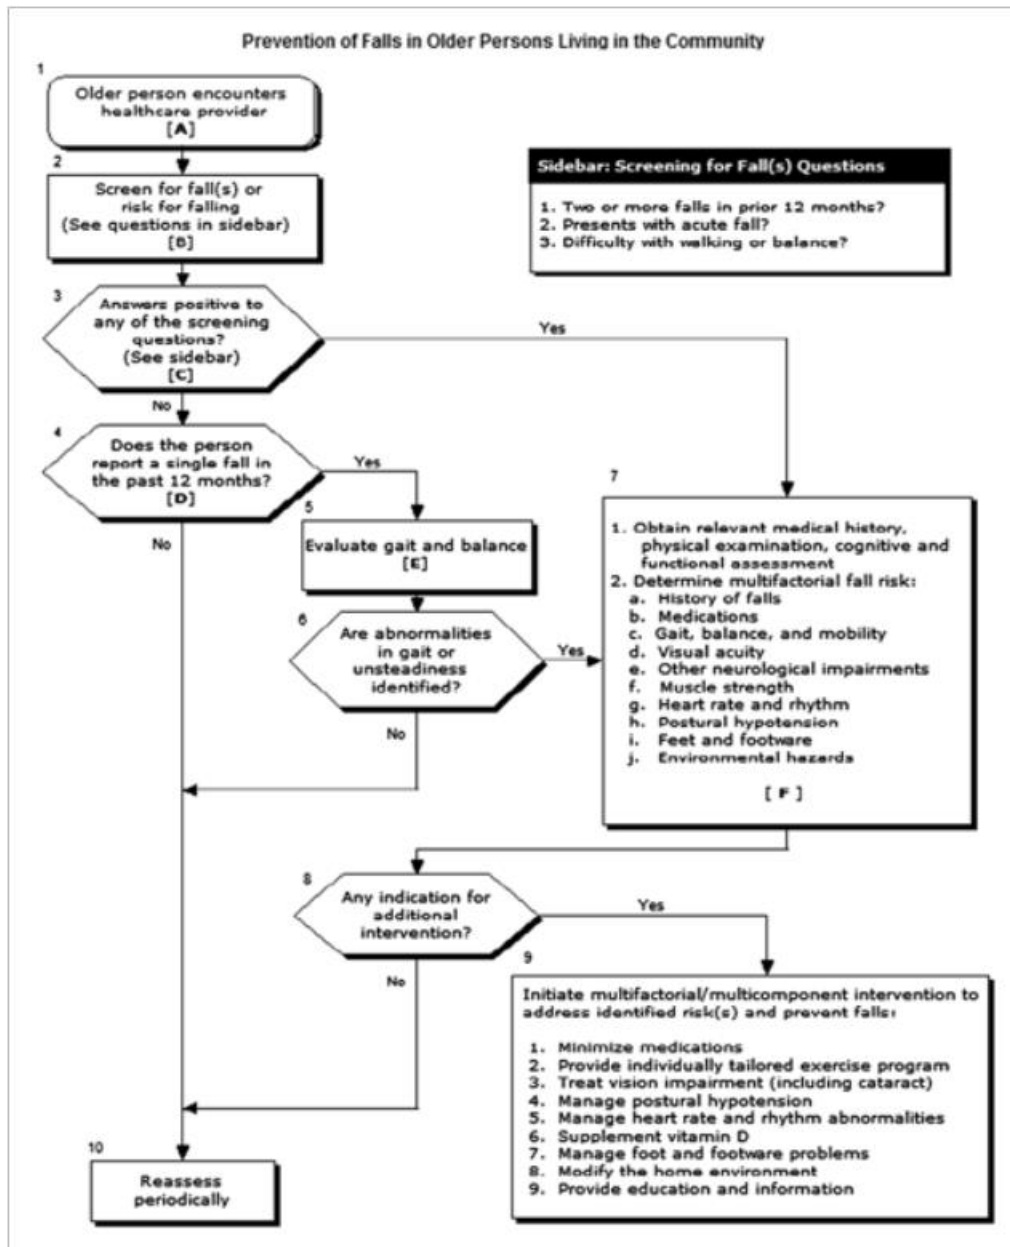 Prevention of Falls in Older Persons Living in the Community
1
Older person encounters
healthcare provider
[A]
2
Screen for fall(s) or
risk for falling
(See questions in sidebar)
[B]
Sidebar: Screening for Fall(s) Questions
1. Two or more falls in prior 12 months?
2. Presents with acute fall?
3. Difficulty with walking or balance?
3
Answers positive to
any of the screening
questions?
(See sidebar)
[C]
Yes
No
4
Does the person
report a single fall in
the past 12 months?
[D]
Yes
No
5
Evaluate gait and balance
[E]
6
Are abnormalities
in gait or
unsteadiness
identified?
Yes
No
7
1. Obtain relevant medical history,
physical examination, cognitive and
functional assessment
2. Determine multifactorial fall risk:
a. History of falls
b. Medications
c. Gait, balance, and mobility
d. Visual acuity
e. Other neurological impairments
f. Muscle strength
g. Heart rate and rhythm
h. Postural hypotension
i. Feet and footware
j. Environmental hazards
[ F ]
8
Any indication for
additional
intervention?
Yes
No
9
Initiate multifactorial/multicomponent intervention to
address identified risk(s) and prevent falls:
1. Minimize medications
2. Provide individually tailored exercise program
3. Treat vision impairment (including cataract)
4. Manage postural hypotension
5. Manage heart rate and rhythm abnormalities
6. Supplement vitamin D
7. Manage foot and footware problems
8. Modify the home environment
9. Provide education and information
10
Reassess
periodically